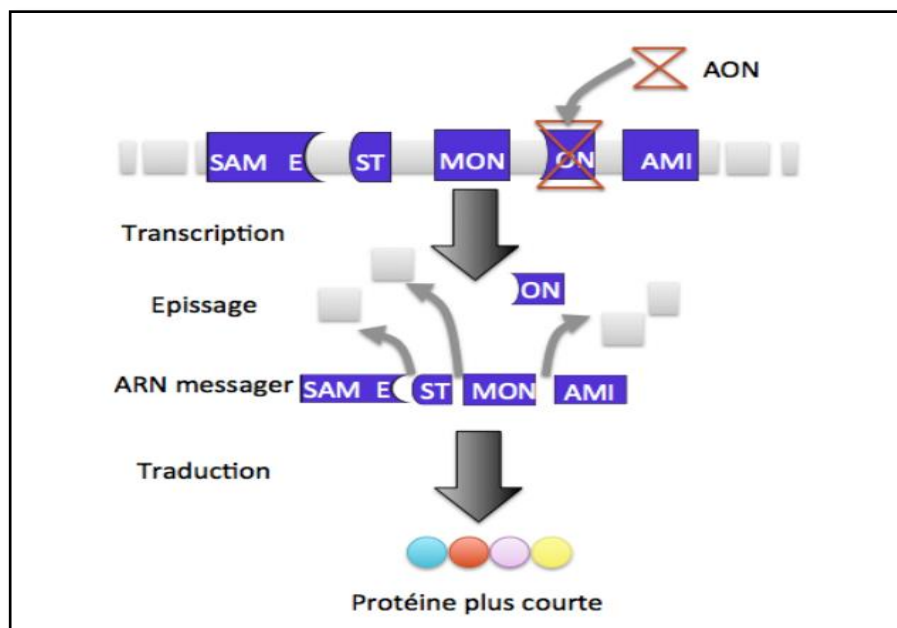 AON
SAM E ST MON ON AMI
Transcription
ON
Epissage
ARN messager SAM E ST MON AMI
Traduction
Protéine plus courte